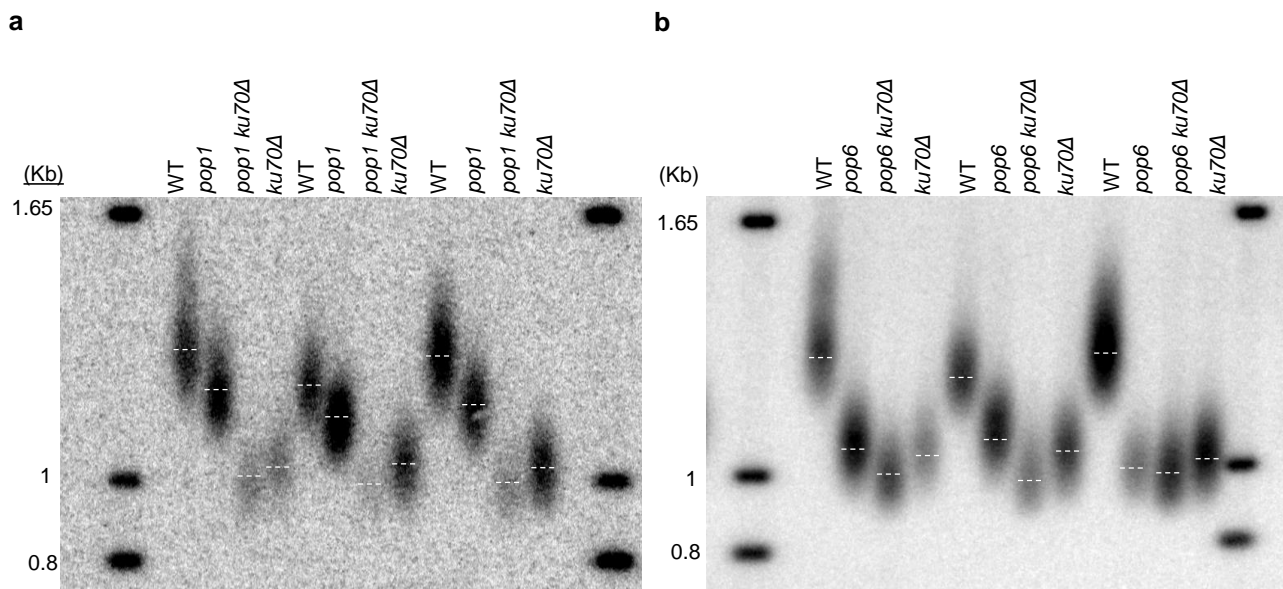 a
WT
pop1
pop1 ku70Δ
ku70Δ
WT
pop1
pop1 ku70Δ
ku70Δ
WT
pop1
pop1 ku70Δ
ku70Δ
(Kb)
1.65
1
0.8
b
WT
pop6
pop6 ku70Δ
ku70Δ
WT
pop6
pop6 ku70Δ
ku70Δ
WT
pop6
pop6 ku70Δ
ku70Δ
(Kb)
1.65
1
0.8